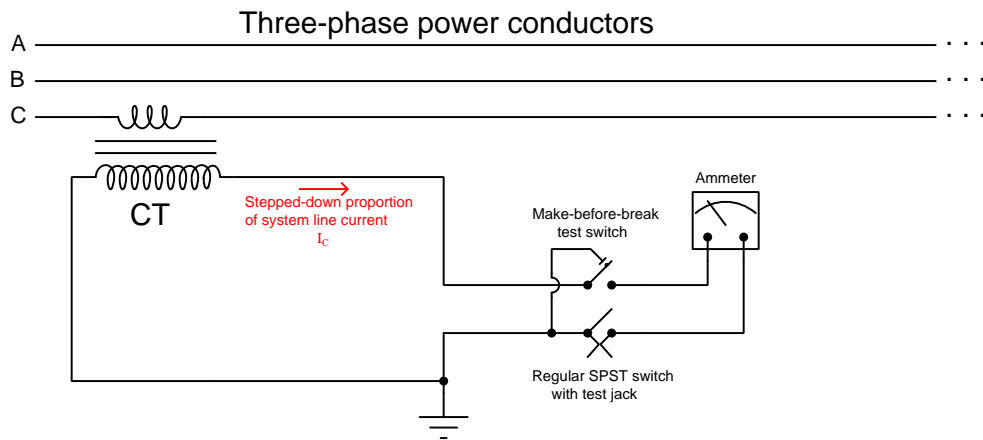 Three-phase power conductors
A
B
C
. . .
. . .
. . .
CT
Stepped-down proportion
of system line current
IC
Make-before-break
test switch
Ammeter
Regular SPST switch
with test jack